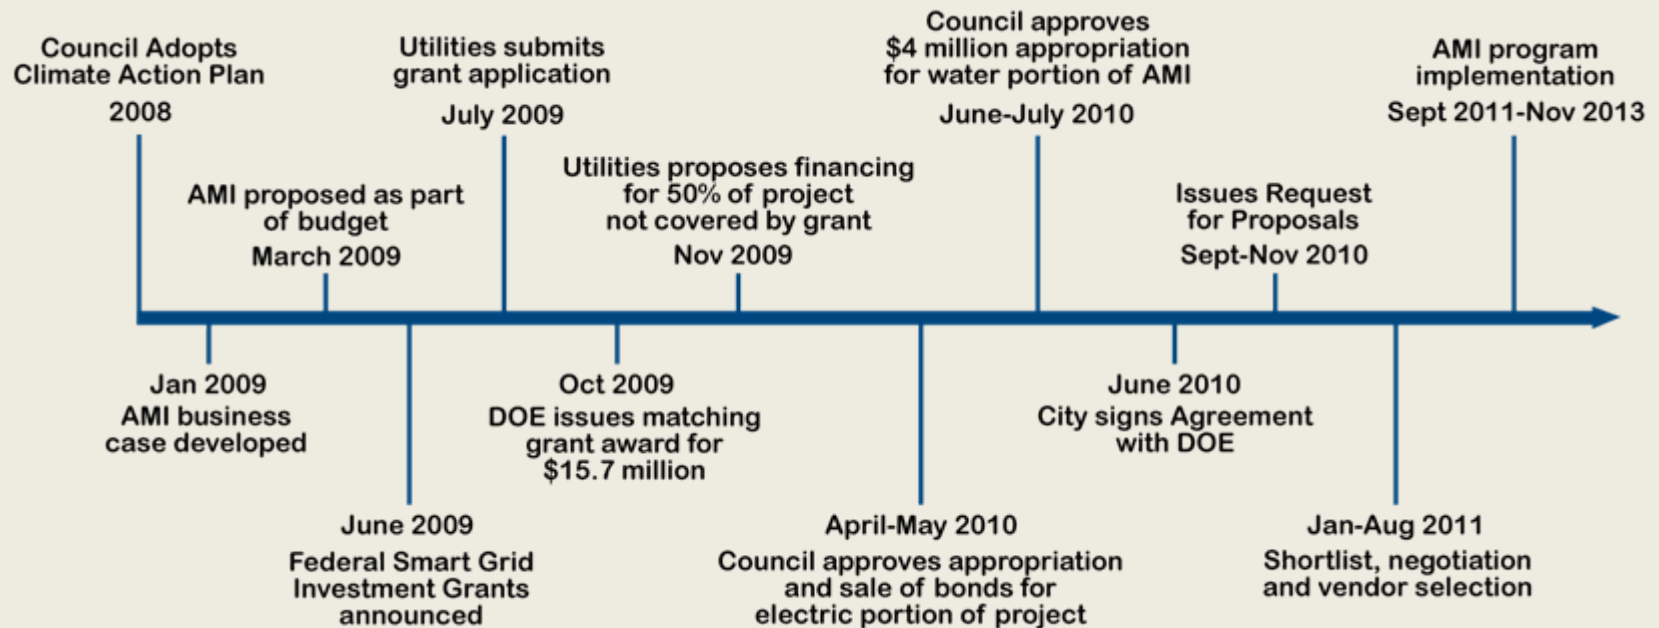 Council Adopts
Climate Action Plan
2008
Utilities submits
grant application
July 2009
Council approves
$4 million appropriation
for water portion of AMI
June-July 2010
AMI program
implementation
Sept 2011-Nov 2013
AMI proposed as part
of budget
March 2009
Utilities proposes financing
for 50% of project
not covered by grant
Nov 2009
Issues Request
for Proposals
Sept-Nov 2010
Jan 2009
AMI business
case developed
Oct 2009
DOE issues matching
grant award for
$15.7 million
June 2010
City signs Agreement
with DOE
June 2009
Federal Smart Grid
Investment Grants
announced
April-May 2010
Council approves appropriation
and sale of bonds for
electric portion of project
Jan-Aug 2011
Shortlist, negotiation
and vendor selection